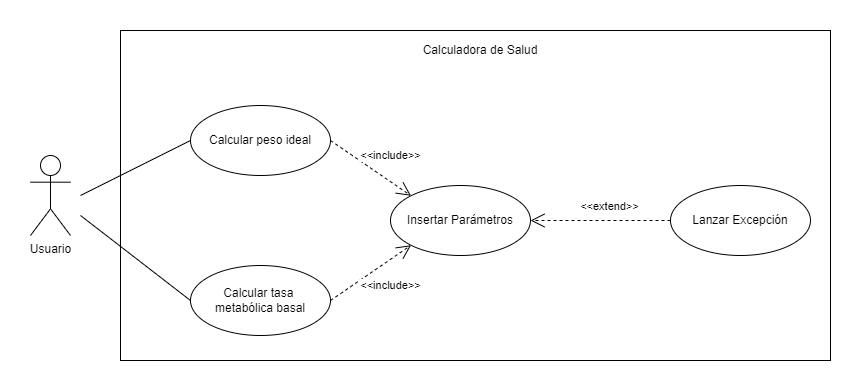 Calculadora de Salud
Calcular peso ideal
<<include>>
Insertar Parámetros
<<extend>>
Lanzar Excepción
Usuario
<<include>>
Calcular tasa
metabólica basal